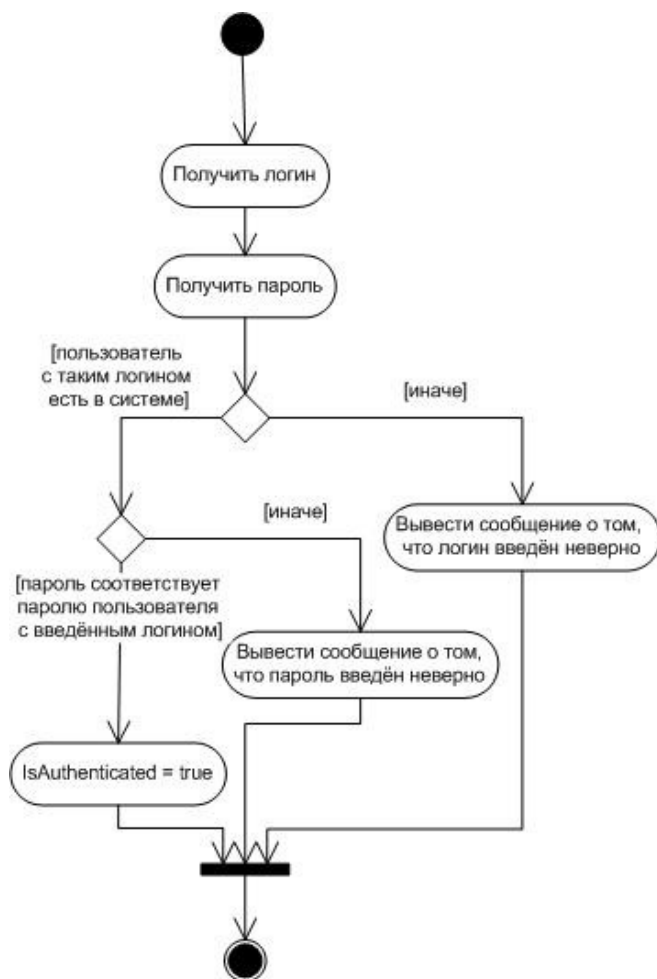 Получить логин
Получить пароль
[пользователь
с таким логином
есть в системе]
[иначе]
[иначе]
Вывести сообщение о том,
что логин введён неверно
[пароль соответствует
паролю пользователя
с введённым логином]
Вывести сообщение о том,
что пароль введён неверно
IsAuthenticated = true